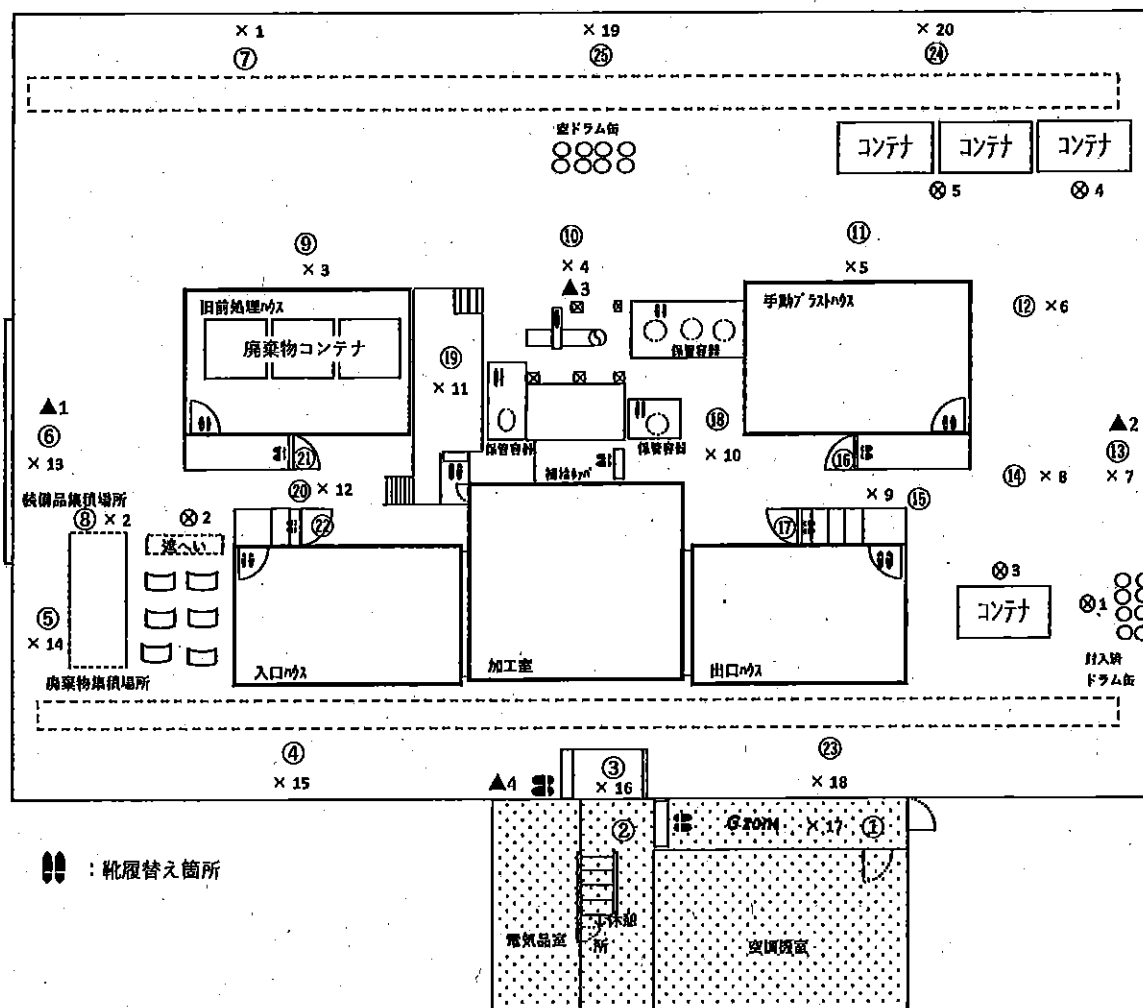 × 1
× 19
× 20
⑦
㉕
㉔
空ドラム缶
コンテナ
コンテナ
コンテナ
⊗ 5
⊗ 4
⑨
⑩
⑪
× 3
× 4
× 5
▲3
旧前処理ハウス
手動ブラストハウス
⑫ × 6
廃棄物コンテナ
⑲
保管容器
× 11
▲1
▲2
⑥
⑱
⑬
× 13
㉑
保管容器
保管容器
× 10
⑯
⑭ × 8
× 7
⑳ × 12
× 9
⑮
装備品集積場所
⑧ × 2
⊗ 2
㉒
⑰
遮へい
⊗ 3
⑤
コンテナ
⊗ 1
× 14
入口ハウス
加工室
出口ハウス
封入済
ドラム缶
廃棄物集積場所
④
㉓
③
× 15
▲4
× 16
× 18
②
G zone
× 17
①
：靴履替え箇所
電気品室
所
空調機室